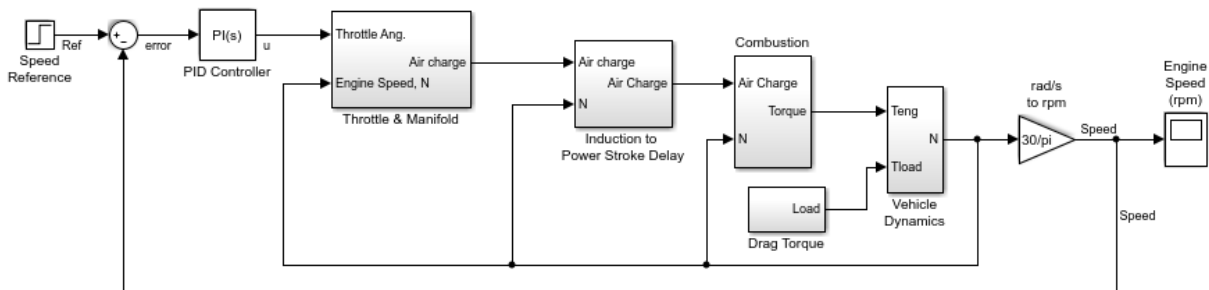 Speed
Reference
Ref
+
−
error
PI(s)
PID Controller
u
Throttle Ang.
Air charge
Engine Speed, N
Throttle & Manifold
Air charge
Air Charge
N
Induction to
Power Stroke Delay
Combustion
Air Charge
Torque
N
Load
Drag Torque
Teng
N
Tload
Vehicle
Dynamics
rad/s
to rpm
30/pi
Speed
Speed
Engine
Speed
(rpm)